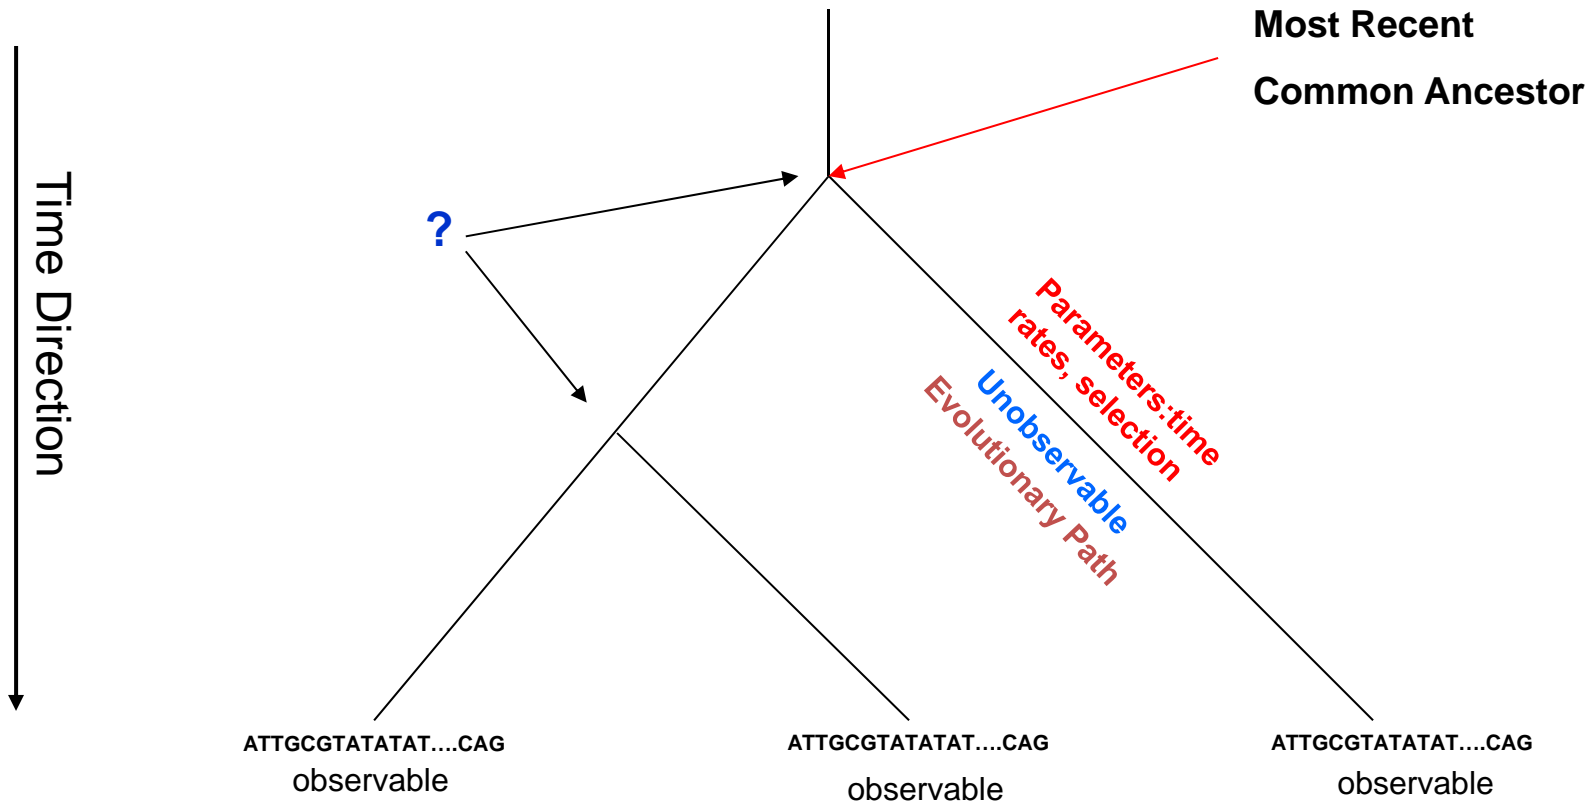 Most Recent
Common Ancestor
Time Direction
?
Parameters:time
rates, selection
Unobservable
Evolutionary Path
ATTGCGTATATAT....CAG
observable
ATTGCGTATATAT....CAG
observable
ATTGCGTATATAT....CAG
observable